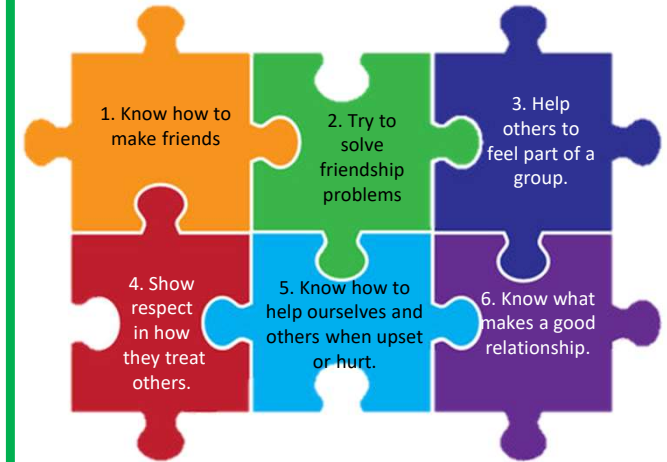 1. Know how to
make friends
2. Try to
solve
friendship
problems
3. Help
others to
feel part of a
group.
4. Show
respect
in how
they treat
others.
5. Know how to
help ourselves and
others when upset
or hurt.
6. Know what
makes a good
relationship.